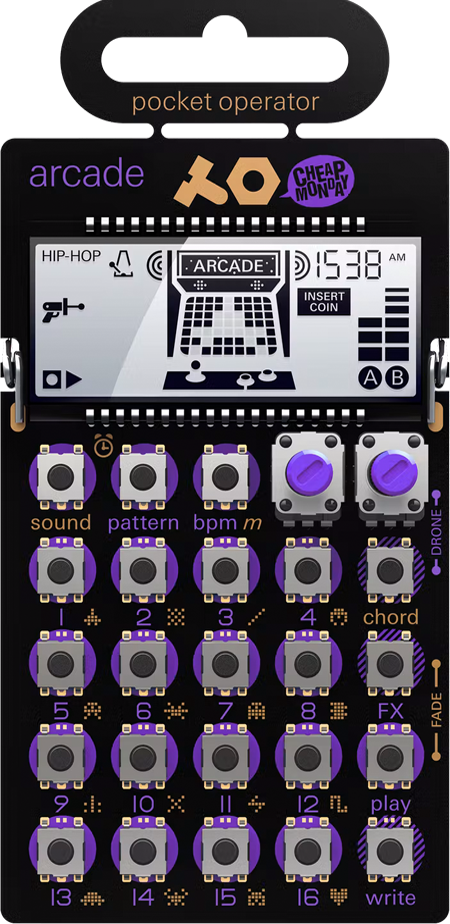 pocket operator
arcade
CHEAP
MONDAY
HIP-HOP
ARCADE
1538 AM
INSERT
COIN
A B
sound pattern bpm m
DRONE
1 2 3 4 chord
5 6 7 8 FX
FADE
9 10 11 12 play
13 14 15 16 write